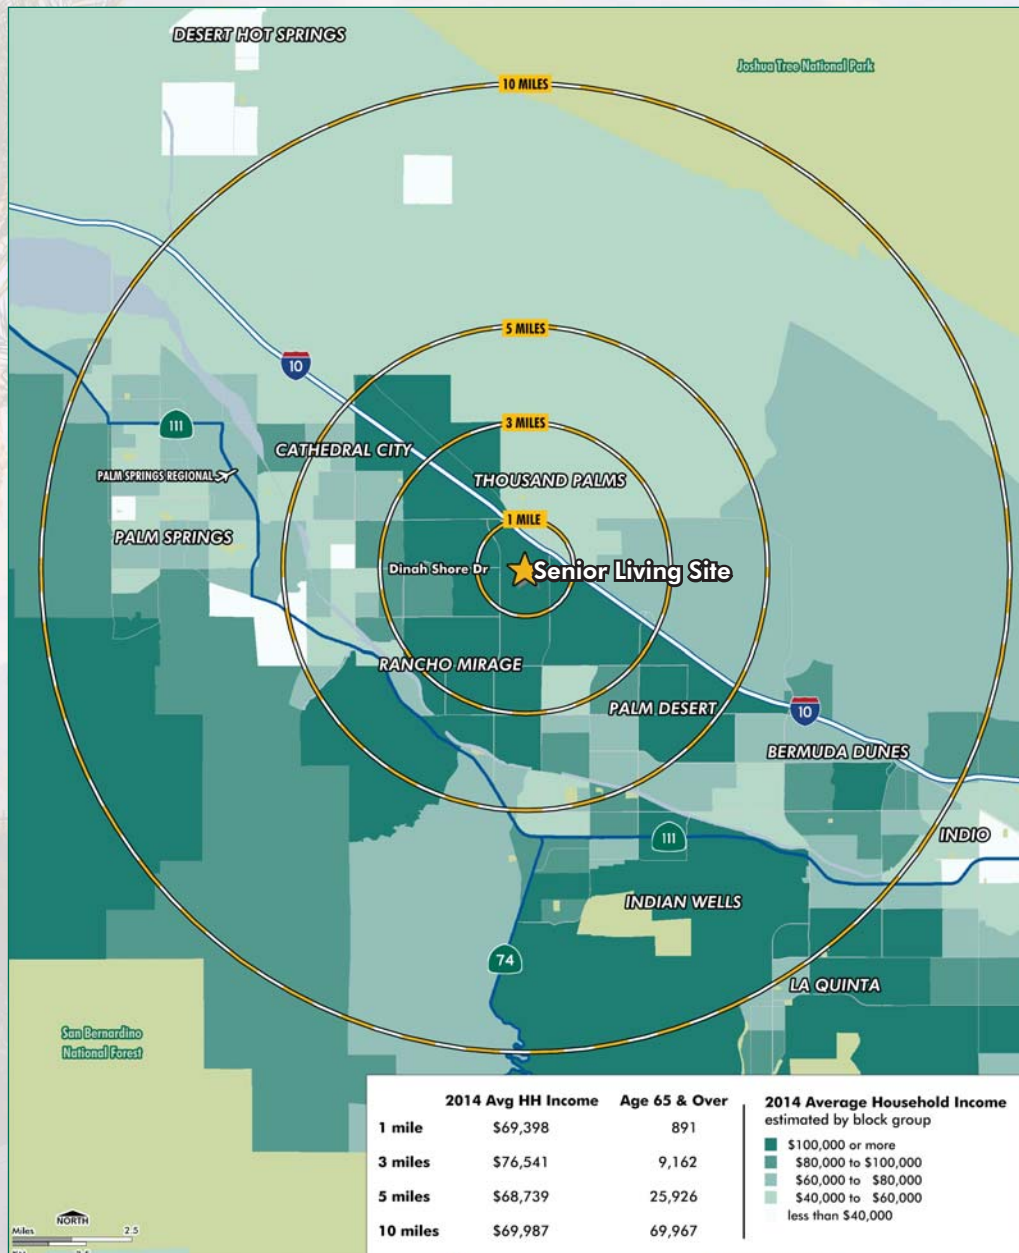 DESERT HOT SPRINGS
Joshua Tree National Park
10 MILES
5 MILES
10
3 MILES
111
CATHEDRAL CITY
PALM SPRINGS REGIONAL
THOUSAND PALMS
1 MILE
PALM SPRINGS
Dinah Shore Dr
Senior Living Site
RANCHO MIRAGE
PALM DESERT
10
BERMUDA DUNES
111
INDIO
INDIAN WELLS
74
LA QUINTA
San Bernardino
National Forest
2014 Avg HH Income Age 65 & Over
1 mile $69,398 891
3 miles $76,541 9,162
5 miles $68,739 25,926
10 miles $69,987 69,967
2014 Average Household Income
estimated by block group
$100,000 or more
$80,000 to $100,000
$60,000 to $80,000
$40,000 to $60,000
less than $40,000
NORTH
Miles 2.5